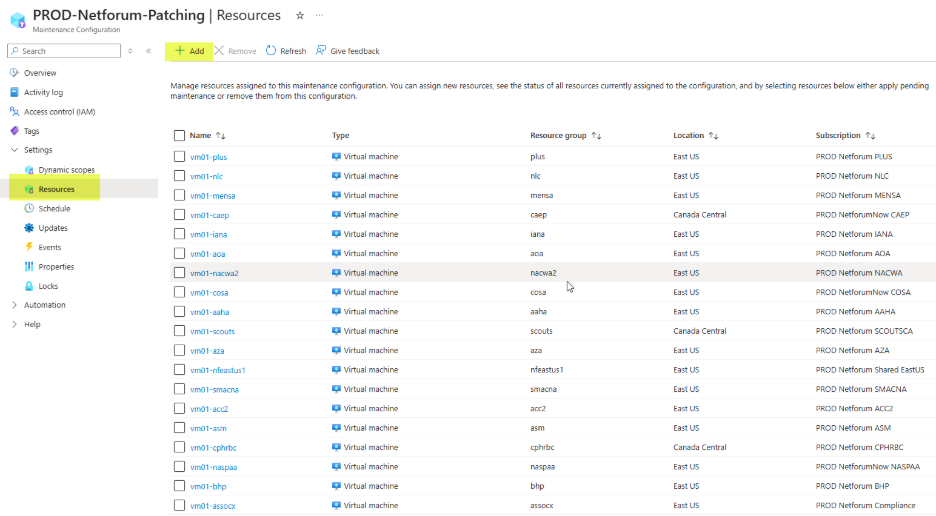 PROD-Netforum-Patching | Resources
Maintenance Configuration
Search
Add Remove Refresh Give feedback
Overview
Activity log
Access control (IAM)
Tags
Settings
Dynamic scopes
Resources
Schedule
Updates
Events
Properties
Locks
Automation
Help
Manage resources assigned to this maintenance configuration. You can assign new resources, see the status of all resources currently assigned to the configuration, and by selecting resources below either apply pending
maintenance or remove them from this configuration.
Name Type Resource group Location Subscription
vm01-plus Virtual machine plus East US PROD Netforum PLUS
vm01-nlc Virtual machine nlc East US PROD Netforum NLC
vm01-mensa Virtual machine mensa East US PROD Netforum MENSA
vm01-caep Virtual machine caep Canada Central PROD NetforumNow CAEP
vm01-iana Virtual machine iana East US PROD Netforum IANA
vm01-aoa Virtual machine aoa East US PROD Netforum AOA
vm01-nacwa2 Virtual machine nacwa2 East US PROD Netforum NACWA
vm01-cosa Virtual machine cosa East US PROD NetforumNow COSA
vm01-aaha Virtual machine aaha East US PROD Netforum AAHA
vm01-scouts Virtual machine scouts Canada Central PROD Netforum SCOUTSCA
vm01-aza Virtual machine aza East US PROD Netforum AZA
vm01-nfeastus1 Virtual machine nfeastus1 East US PROD Netforum Shared EastUS
vm01-smacna Virtual machine smacna East US PROD Netforum SMACNA
vm01-acc2 Virtual machine acc2 East US PROD Netforum ACC2
vm01-asm Virtual machine asm East US PROD Netforum ASM
vm01-cphrbc Virtual machine cphrbc Canada Central PROD Netforum CPHRBC
vm01-naspaa Virtual machine naspaa East US PROD NetforumNow NASPAA
vm01-bhp Virtual machine bhp East US PROD Netforum BHP
vm01-assocx Virtual machine assocx East US PROD Netforum Compliance